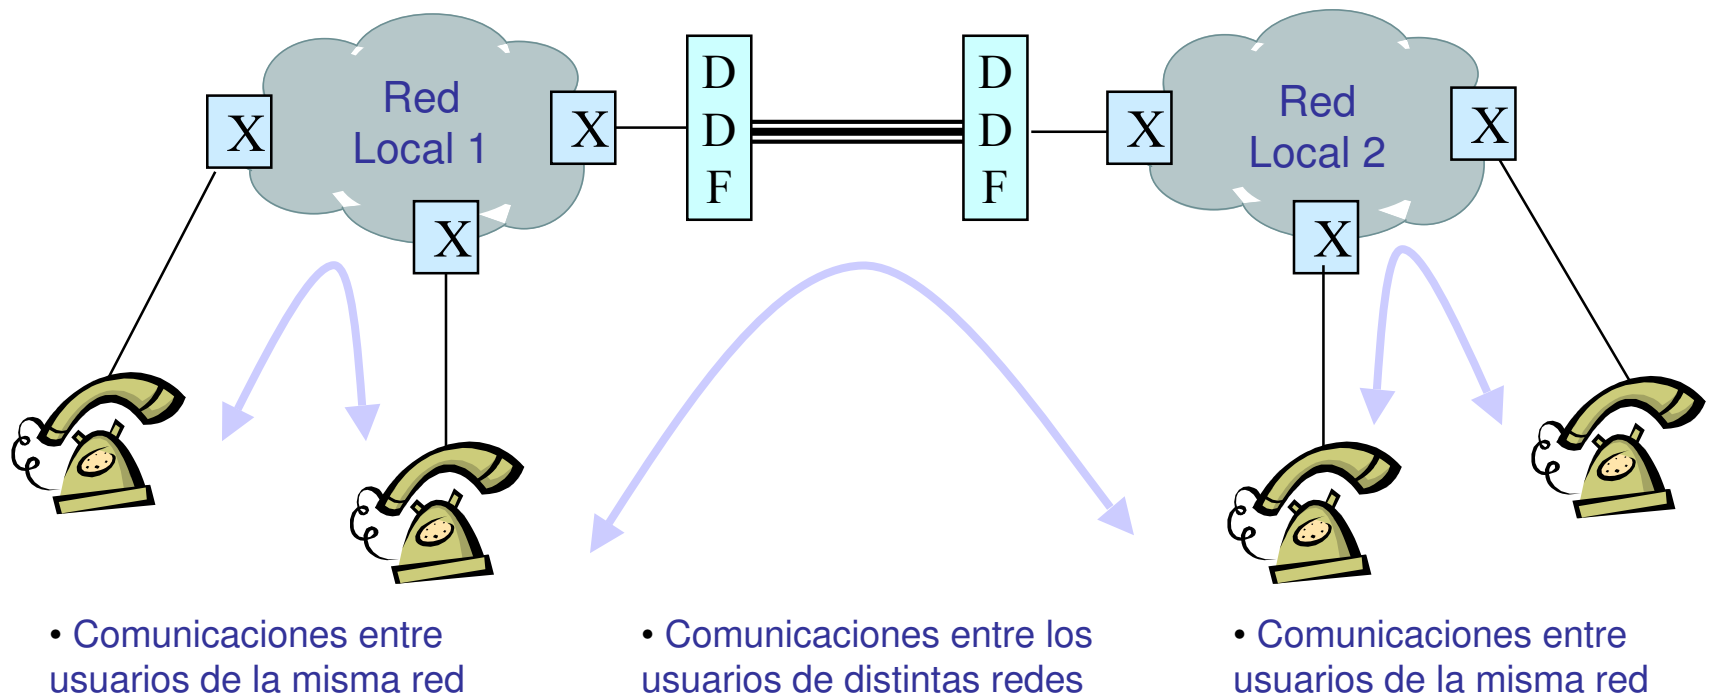 Red
Local 1
X
X
X
D
D
F
D
D
F
Red
Local 2
X
X
X
• Comunicaciones entre
usuarios de la misma red
• Comunicaciones entre los
usuarios de distintas redes
• Comunicaciones entre
usuarios de la misma red